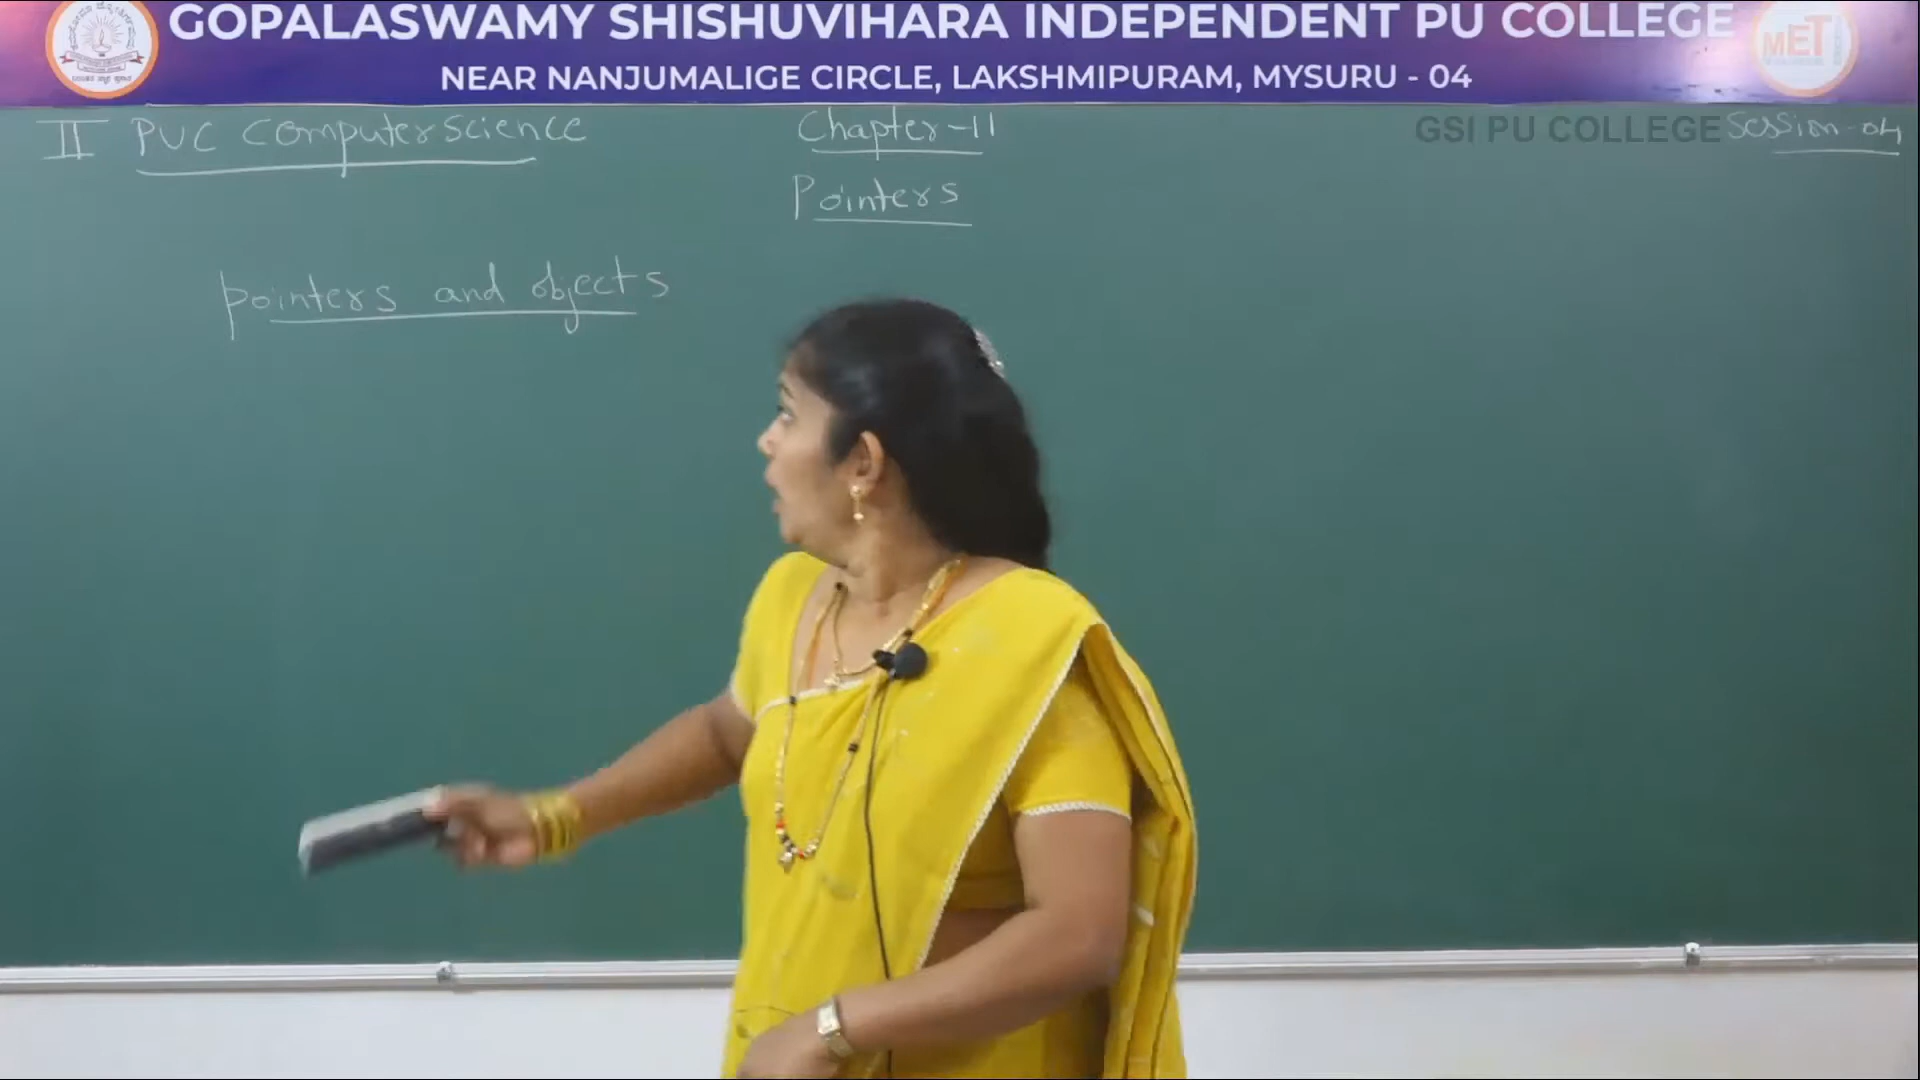 GOPALASWAMY SHISHUVIHARA INDEPENDENT PU COLLEGE
MET
NEAR NANJUMALIGE CIRCLE, LAKSHMIPURAM, MYSURU - 04
II PUC Computer Science
Chapter-11
GSI PU COLLEGE
Session-04
Pointers
pointers and objects